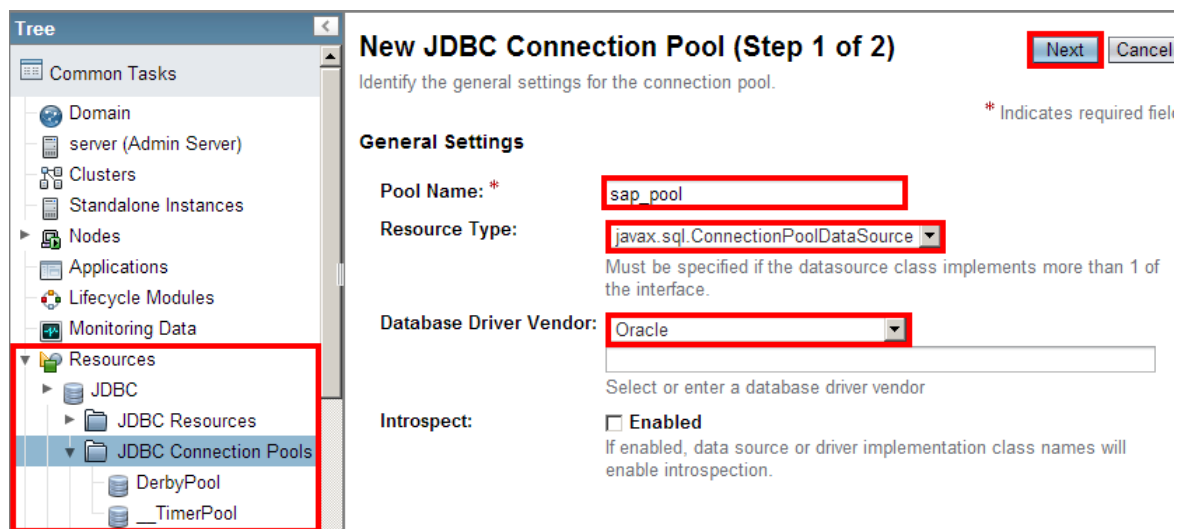 Tree
Common Tasks
Domain
server (Admin Server)
Clusters
Standalone Instances
Nodes
Applications
Lifecycle Modules
Monitoring Data
Resources
JDBC
JDBC Resources
JDBC Connection Pools
DerbyPool
__TimerPool
New JDBC Connection Pool (Step 1 of 2)
Next Cancel
Identify the general settings for the connection pool.
* Indicates required fiel
General Settings
Pool Name: * sap_pool
Resource Type: javax.sql.ConnectionPoolDataSource
Must be specified if the datasource class implements more than 1 of
the interface.
Database Driver Vendor: Oracle
Select or enter a database driver vendor
Introspect: Enabled
If enabled, data source or driver implementation class names will
enable introspection.